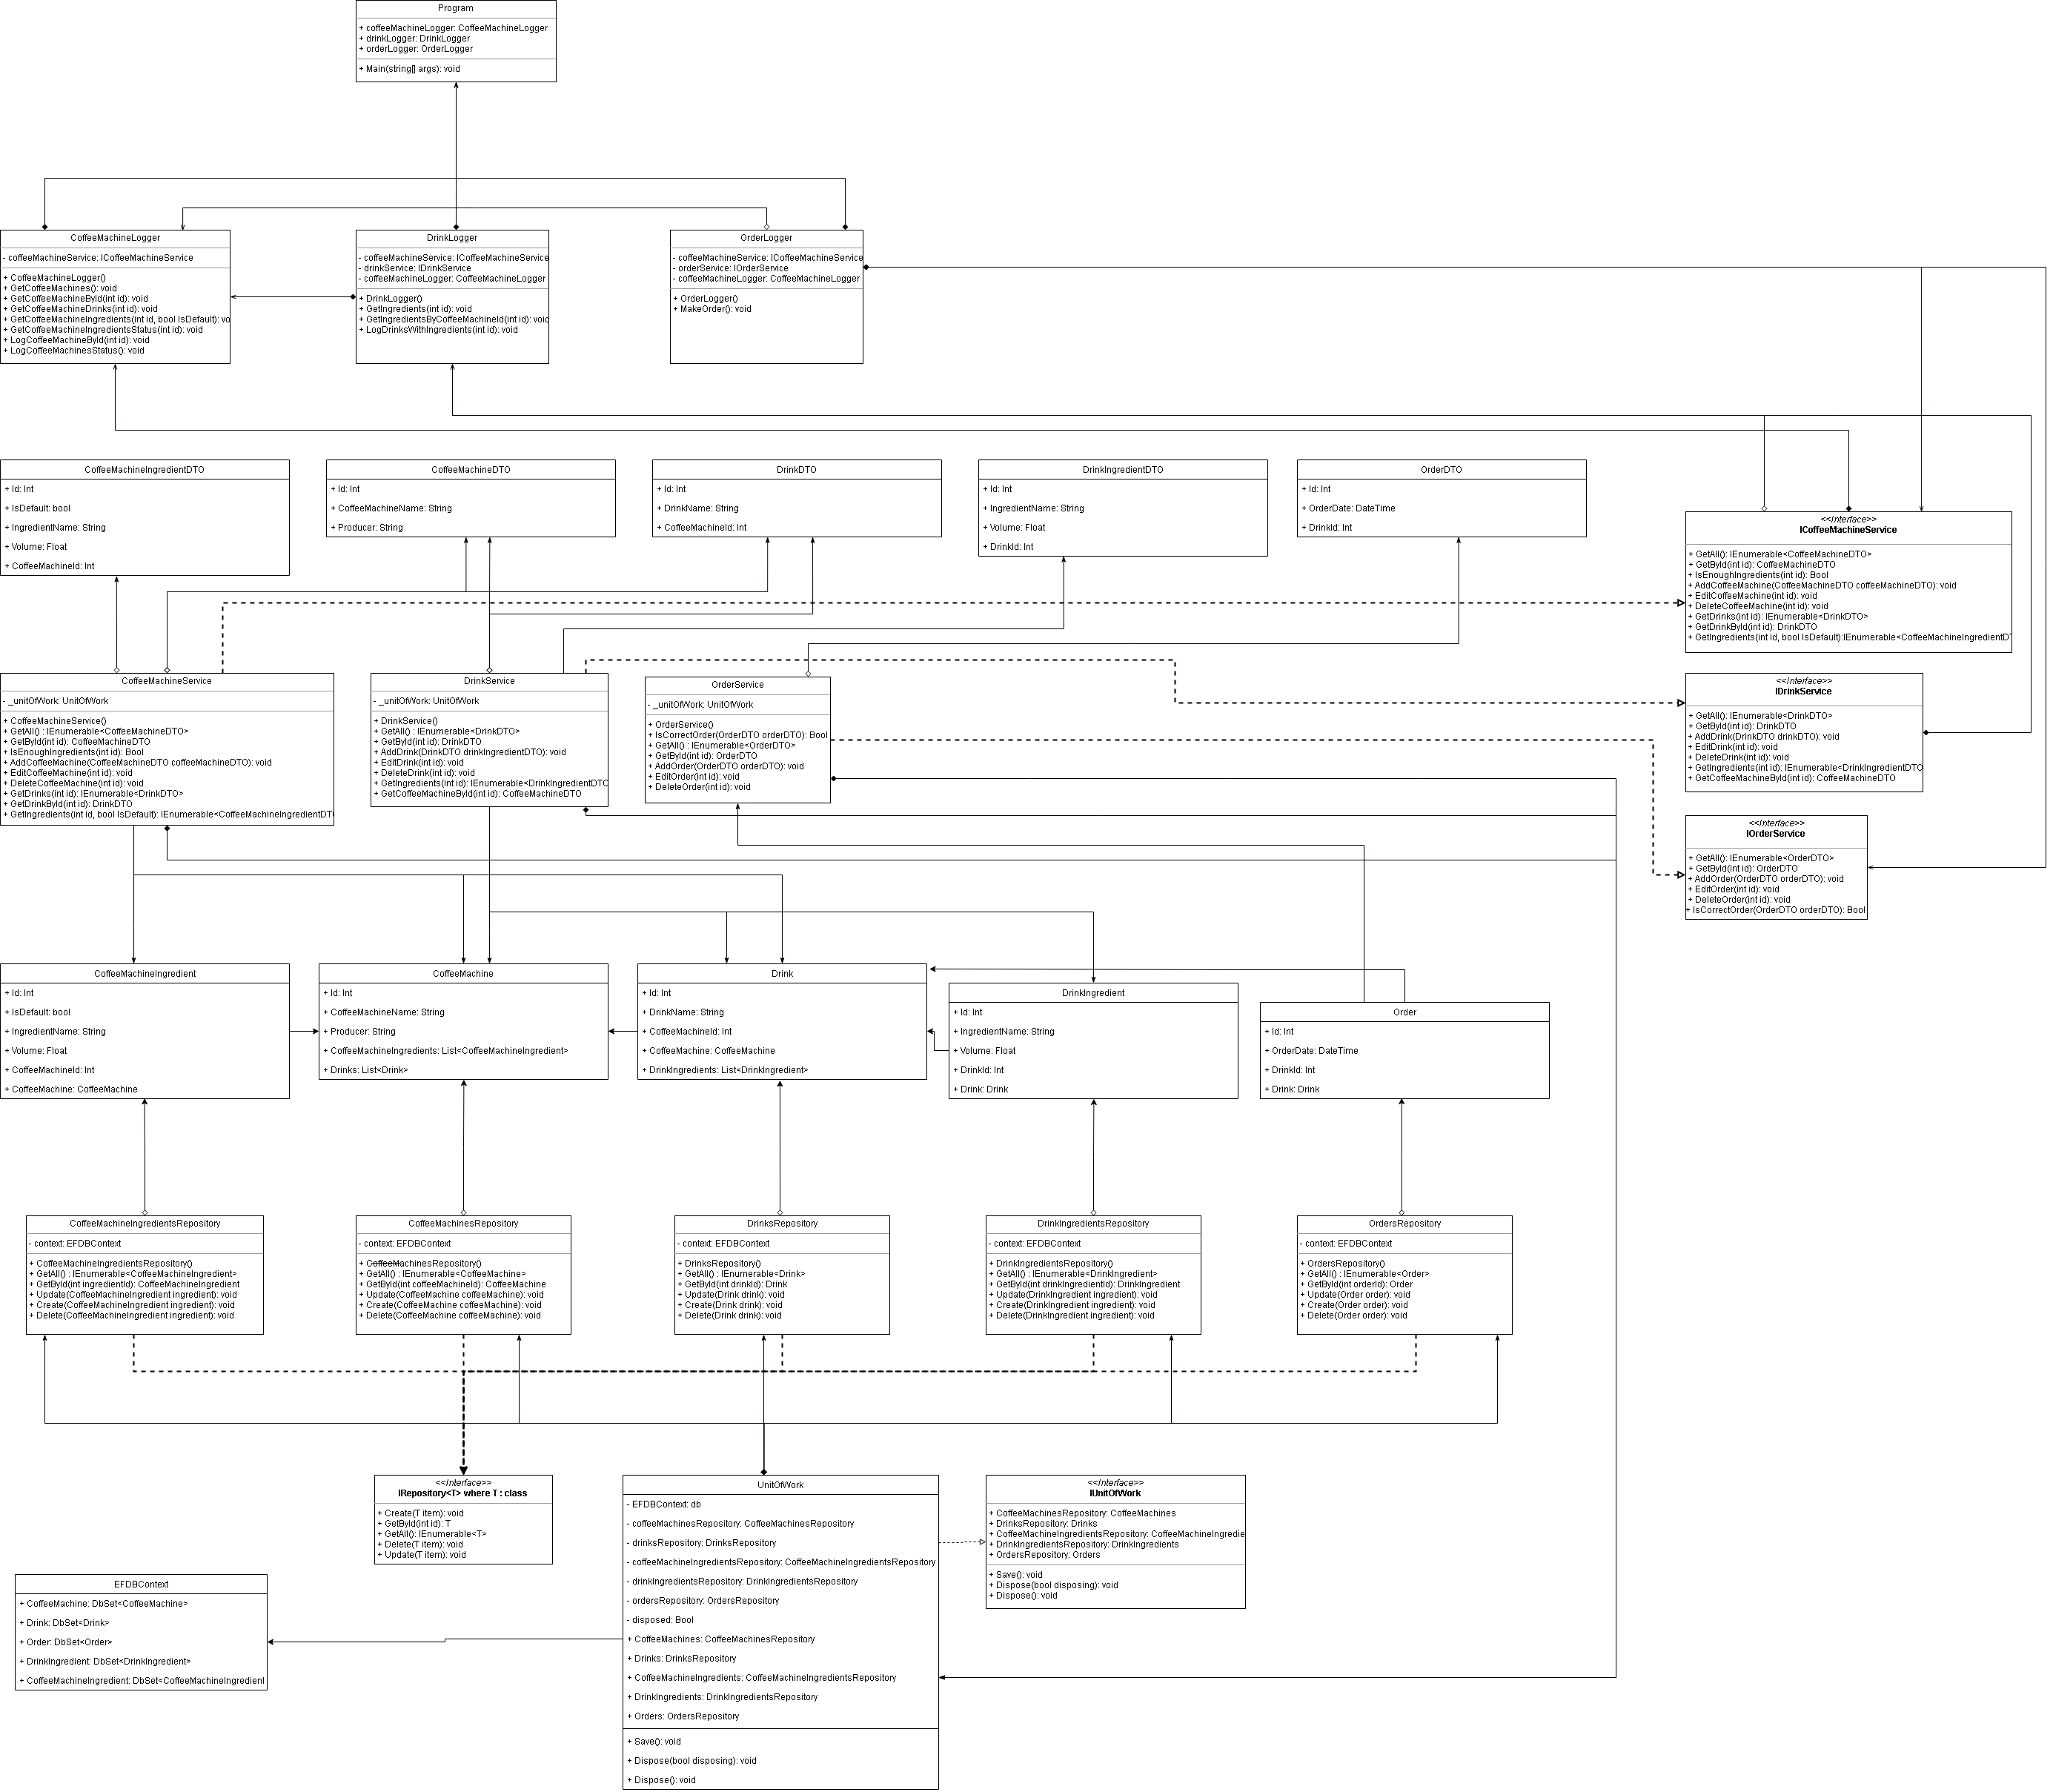 Program
+ coffeeMachineLogger: CoffeeMachineLogger
+ drinkLogger: DrinkLogger
+ orderLogger: OrderLogger
+ Main(string[] args): void
CoffeeMachineLogger
- coffeeMachineService: ICoffeeMachineService
+ CoffeeMachineLogger()
+ GetCoffeeMachines(): void
+ GetCoffeeMachineById(int id): void
+ GetCoffeeMachineDrinks(int id): void
+ GetCoffeeMachineIngredients(int id, bool IsDefault): vo
+ GetCoffeeMachineIngredientsStatus(int id): void
+ LogCoffeeMachineById(int id): void
+ LogCoffeeMachinesStatus(): void
DrinkLogger
- coffeeMachineService: ICoffeeMachineService
- drinkService: IDrinkService
- coffeeMachineLogger: CoffeeMachineLogger
+ DrinkLogger()
+ GetIngredients(int id): void
+ GetIngredientsByCoffeeMachineId(int id): void
+ LogDrinksWithIngredients(int id): void
OrderLogger
- coffeeMachineService: ICoffeeMachineService
- orderService: IOrderService
- coffeeMachineLogger: CoffeeMachineLogger
+ OrderLogger()
+ MakeOrder(): void
CoffeeMachineIngredientDTO
+ Id: Int
+ IsDefault: bool
+ IngredientName: String
+ Volume: Float
+ CoffeeMachineId: Int
CoffeeMachineDTO
+ Id: Int
+ CoffeeMachineName: String
+ Producer: String
DrinkDTO
+ Id: Int
+ DrinkName: String
+ CoffeeMachineId: Int
DrinkIngredientDTO
+ Id: Int
+ IngredientName: String
+ Volume: Float
+ DrinkId: Int
OrderDTO
+ Id: Int
+ OrderDate: DateTime
+ DrinkId: Int
<<Interface>>
ICoffeeMachineService
+ GetAll(): IEnumerable<CoffeeMachineDTO>
+ GetById(int id): CoffeeMachineDTO
+ IsEnoughIngredients(int id): Bool
+ AddCoffeeMachine(CoffeeMachineDTO coffeeMachineDTO): void
+ EditCoffeeMachine(int id): void
+ DeleteCoffeeMachine(int id): void
+ GetDrinks(int id): IEnumerable<DrinkDTO>
+ GetDrinkById(int id): DrinkDTO
+ GetIngredients(int id, bool IsDefault):IEnumerable<CoffeeMachineIngredientDT
CoffeeMachineService
- _unitOfWork: UnitOfWork
+ CoffeeMachineService()
+ GetAll() : IEnumerable<CoffeeMachineDTO>
+ GetById(int id): CoffeeMachineDTO
+ IsEnoughIngredients(int id): Bool
+ AddCoffeeMachine(CoffeeMachineDTO coffeeMachineDTO): void
+ EditCoffeeMachine(int id): void
+ DeleteCoffeeMachine(int id): void
+ GetDrinks(int id): IEnumerable<DrinkDTO>
+ GetDrinkById(int id): DrinkDTO
+ GetIngredients(int id, bool IsDefault): IEnumerable<CoffeeMachineIngredientDT
DrinkService
- _unitOfWork: UnitOfWork
+ DrinkService()
+ GetAll() : IEnumerable<DrinkDTO>
+ GetById(int id): DrinkDTO
+ AddDrink(DrinkDTO drinkIngredientDTO): void
+ EditDrink(int id): void
+ DeleteDrink(int id): void
+ GetIngredients(int id): IEnumerable<DrinkIngredientDTO
+ GetCoffeeMachineById(int id): CoffeeMachineDTO
OrderService
- _unitOfWork: UnitOfWork
+ OrderService()
+ IsCorrectOrder(OrderDTO orderDTO): Bool
+ GetAll() : IEnumerable<OrderDTO>
+ GetById(int id): OrderDTO
+ AddOrder(OrderDTO orderDTO): void
+ EditOrder(int id): void
+ DeleteOrder(int id): void
<<Interface>>
IDrinkService
+ GetAll(): IEnumerable<DrinkDTO>
+ GetById(int id): DrinkDTO
+ AddDrink(DrinkDTO drinkDTO): void
+ EditDrink(int id): void
+ DeleteDrink(int id): void
+ GetIngredients(int id): IEnumerable<DrinkIngredientDTO
+ GetCoffeeMachineById(int id): CoffeeMachineDTO
<<Interface>>
IOrderService
+ GetAll(): IEnumerable<OrderDTO>
+ GetById(int id): OrderDTO
+ AddOrder(OrderDTO orderDTO): void
+ EditOrder(int id): void
+ DeleteOrder(int id): void
+ IsCorrectOrder(OrderDTO orderDTO): Bool
CoffeeMachineIngredient
+ Id: Int
+ IsDefault: bool
+ IngredientName: String
+ Volume: Float
+ CoffeeMachineId: Int
+ CoffeeMachine: CoffeeMachine
CoffeeMachine
+ Id: Int
+ CoffeeMachineName: String
+ Producer: String
+ CoffeeMachineIngredients: List<CoffeeMachineIngredient>
+ Drinks: List<Drink>
Drink
+ Id: Int
+ DrinkName: String
+ CoffeeMachineId: Int
+ CoffeeMachine: CoffeeMachine
+ DrinkIngredients: List<DrinkIngredient>
DrinkIngredient
+ Id: Int
+ IngredientName: String
+ Volume: Float
+ DrinkId: Int
+ Drink: Drink
Order
+ Id: Int
+ OrderDate: DateTime
+ DrinkId: Int
+ Drink: Drink
CoffeeMachineIngredientsRepository
- context: EFDBContext
+ CoffeeMachineIngredientsRepository()
+ GetAll() : IEnumerable<CoffeeMachineIngredient>
+ GetById(int ingredientId): CoffeeMachineIngredient
+ Update(CoffeeMachineIngredient ingredient): void
+ Create(CoffeeMachineIngredient ingredient): void
+ Delete(CoffeeMachineIngredient ingredient): void
CoffeeMachinesRepository
- context: EFDBContext
+ CoffeeMachinesRepository()
+ GetAll() : IEnumerable<CoffeeMachine>
+ GetById(int coffeeMachineId): CoffeeMachine
+ Update(CoffeeMachine coffeeMachine): void
+ Create(CoffeeMachine coffeeMachine): void
+ Delete(CoffeeMachine coffeeMachine): void
DrinksRepository
- context: EFDBContext
+ DrinksRepository()
+ GetAll() : IEnumerable<Drink>
+ GetById(int drinkId): Drink
+ Update(Drink drink): void
+ Create(Drink drink): void
+ Delete(Drink drink): void
DrinkIngredientsRepository
- context: EFDBContext
+ DrinkIngredientsRepository()
+ GetAll() : IEnumerable<DrinkIngredient>
+ GetById(int drinkIngredientId): DrinkIngredient
+ Update(DrinkIngredient ingredient): void
+ Create(DrinkIngredient ingredient): void
+ Delete(DrinkIngredient ingredient): void
OrdersRepository
- context: EFDBContext
+ OrdersRepository()
+ GetAll() : IEnumerable<Order>
+ GetById(int orderId): Order
+ Update(Order order): void
+ Create(Order order): void
+ Delete(Order order): void
<<Interface>>
IRepository<T> where T : class
+ Create(T item): void
+ GetById(int id): T
+ GetAll(): IEnumerable<T>
+ Delete(T item): void
+ Update(T item): void
UnitOfWork
- EFDBContext: db
- coffeeMachinesRepository: CoffeeMachinesRepository
- drinksRepository: DrinksRepository
- coffeeMachineIngredientsRepository: CoffeeMachineIngredientsRepository
- drinkIngredientsRepository: DrinkIngredientsRepository
- ordersRepository: OrdersRepository
- disposed: Bool
+ CoffeeMachines: CoffeeMachinesRepository
+ Drinks: DrinksRepository
+ CoffeeMachineIngredients: CoffeeMachineIngredientsRepository
+ DrinkIngredients: DrinkIngredientsRepository
+ Orders: OrdersRepository
+ Save(): void
+ Dispose(bool disposing): void
+ Dispose(): void
<<Interface>>
IUnitOfWork
+ CoffeeMachinesRepository: CoffeeMachines
+ DrinksRepository: Drinks
+ CoffeeMachineIngredientsRepository: CoffeeMachineIngredie
+ DrinkIngredientsRepository: DrinkIngredients
+ OrdersRepository: Orders
+ Save(): void
+ Dispose(bool disposing): void
+ Dispose(): void
EFDBContext
+ CoffeeMachine: DbSet<CoffeeMachine>
+ Drink: DbSet<Drink>
+ Order: DbSet<Order>
+ DrinkIngredient: DbSet<DrinkIngredient>
+ CoffeeMachineIngredient: DbSet<CoffeeMachineIngredient